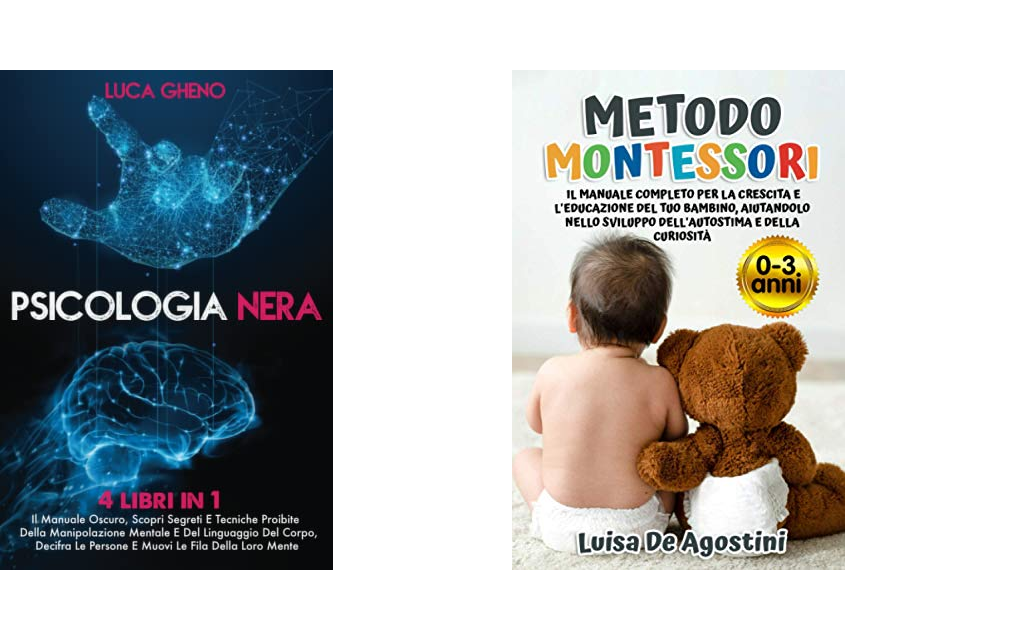 LUCA GHENO
PSICOLOGIA NERA
4 LIBRI IN 1
Il Manuale Oscuro, Scopri Segreti E Tecniche Proibite
Della Manipolazione Mentale E Del Linguaggio Del Corpo,
Decifra Le Persone E Muovi Le Fila Della Loro Mente
METODO
MONTESSORI
IL MANUALE COMPLETO PER LA CRESCITA E
L'EDUCAZIONE DEL TUO BAMBINO, AIUTANDOLO
NELLO SVILUPPO DELL'AUTOSTIMA E DELLA
CURIOSITÀ
0-3
anni
Luisa De Agostini